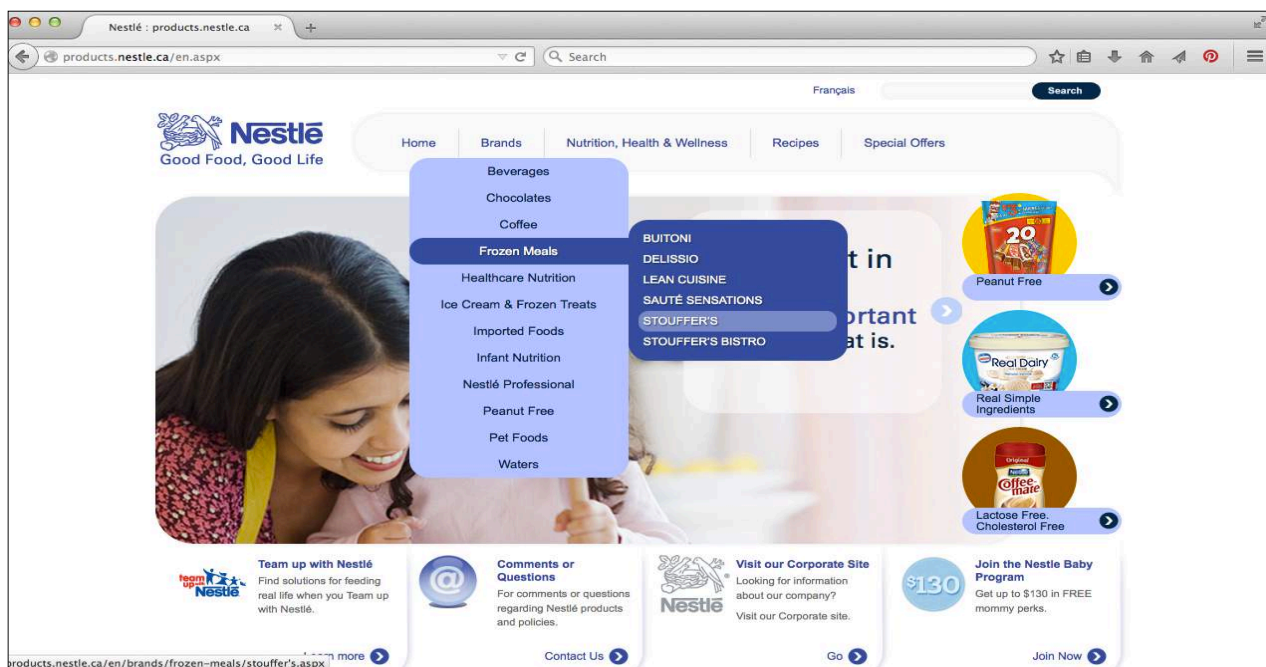 Nestlé : products.nestle.ca
products.nestle.ca/en.aspx
Search
Français
Search
Nestlé
Good Food, Good Life
Home
Brands
Nutrition, Health & Wellness
Recipes
Special Offers
Beverages
Chocolates
Coffee
Frozen Meals
Healthcare Nutrition
Ice Cream & Frozen Treats
Imported Foods
Infant Nutrition
Nestlé Professional
Peanut Free
Pet Foods
Waters
BUITONI
DELISSIO
LEAN CUISINE
SAUTÉ SENSATIONS
STOUFFER'S
STOUFFER'S BISTRO
t in
ortant
at is.
20
Peanut Free
Real Dairy
Real Simple
Ingredients
Original
Coffee-
mate
Lactose Free.
Cholesterol Free
team
up with
Nestlé
Team up with Nestlé
Find solutions for feeding
real life when you Team up
with Nestlé.
more
@
Comments or
Questions
For comments or questions
regarding Nestlé products
and policies.
Contact Us
Nestlé
Visit our Corporate Site
Looking for information
about our company?
Visit our Corporate site.
Go
$130
Join the Nestle Baby
Program
Get up to $130 in FREE
mommy perks.
Join Now
products.nestle.ca/en/brands/frozen-meals/stouffer's.aspx